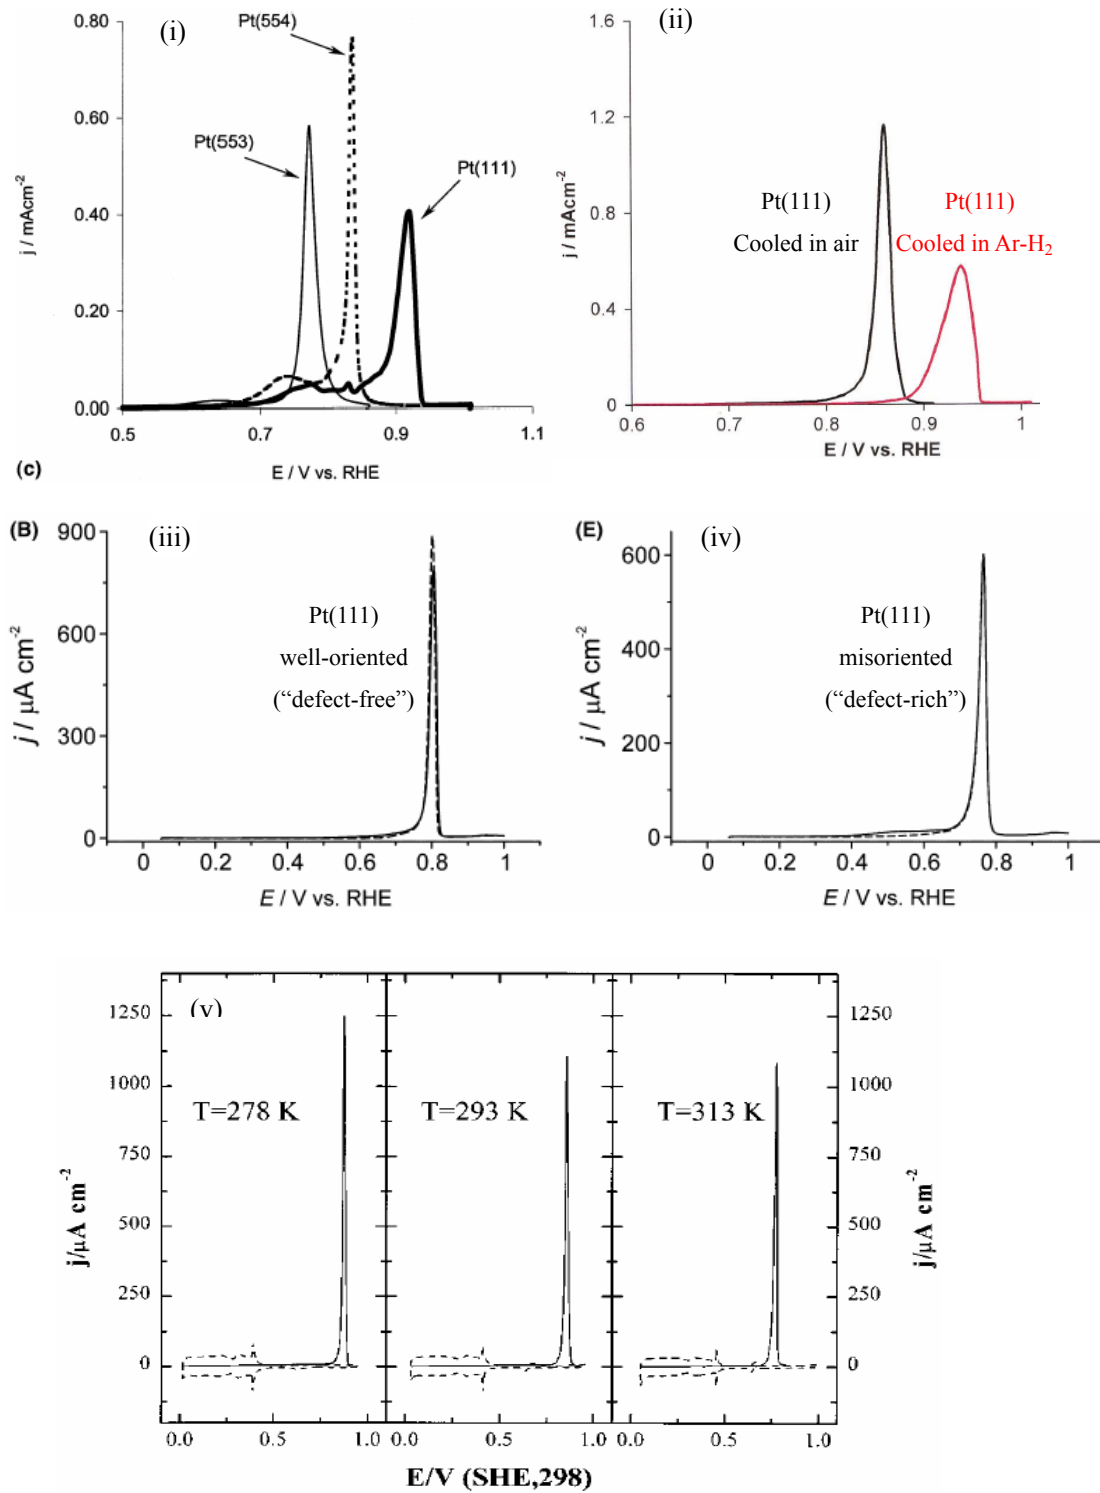 (i)
0.80
0.60
0.40
0.20
0.00
0.5
0.7
0.9
1.1
j / mAcm-2
Pt(554)
Pt(553)
Pt(111)
E / V vs. RHE
(c)
(ii)
1.6
1.2
0.8
0.4
0
0.6
0.7
0.8
0.9
1
j / mAcm-2
Pt(111)
Cooled in air
Pt(111)
Cooled in Ar-H2
E / V vs. RHE
(B)
(iii)
900
600
300
0
0
0.2
0.4
0.6
0.8
1
j / µA cm-2
Pt(111)
well-oriented
(“defect-free”)
E / V vs. RHE
(E)
(iv)
600
400
200
0
0
0.2
0.4
0.6
0.8
1
j / µA cm-2
Pt(111)
misoriented
(“defect-rich”)
E / V vs. RHE
(v)
1250
1000
750
500
250
0
j/µA cm-2
T=278 K
T=293 K
T=313 K
1250
1000
750
500
250
0
j/µA cm-2
0.0
0.5
1.0
0.0
0.5
1.0
0.0
0.5
1.0
E/V (SHE,298)